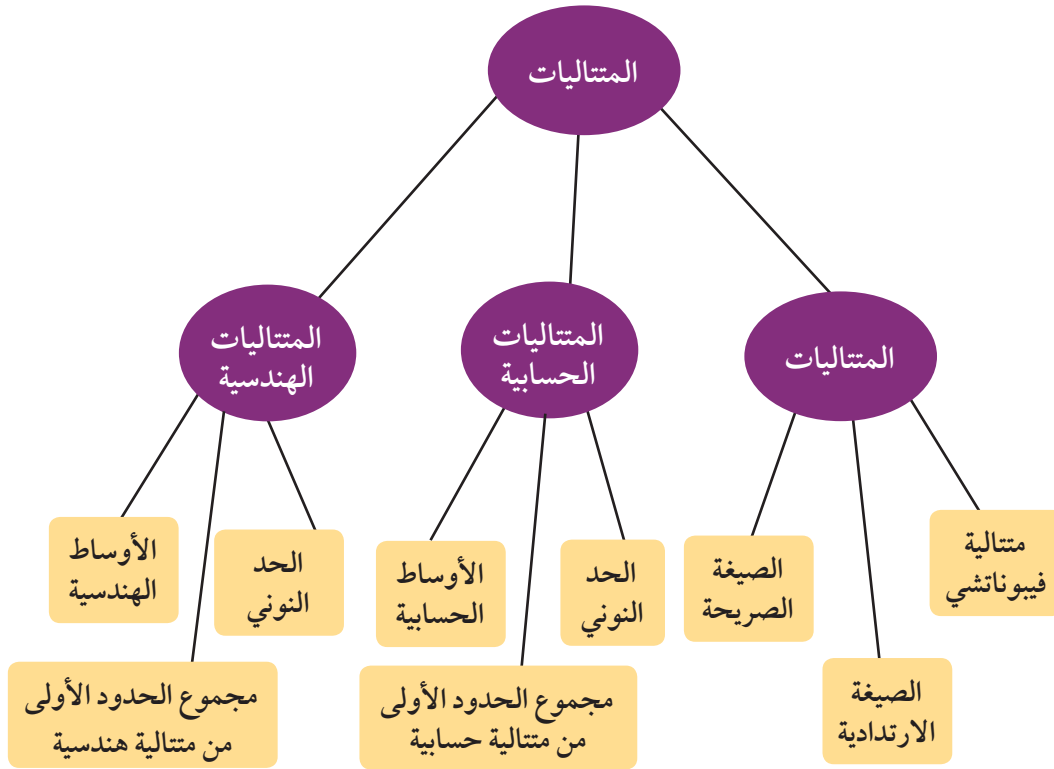 المتتاليات
المتتاليات
المتتاليات
الحسابية
المتتاليات
الهندسية
متتالية
فيبوناتشي
الصيغة
الارتدادية
الصيغة
الصريحة
الحد
النوني
مجموع الحدود الأولى
من متتالية حسابية
الأوساط
الحسابية
الحد
النوني
مجموع الحدود الأولى
من متتالية هندسية
الأوساط
الهندسية